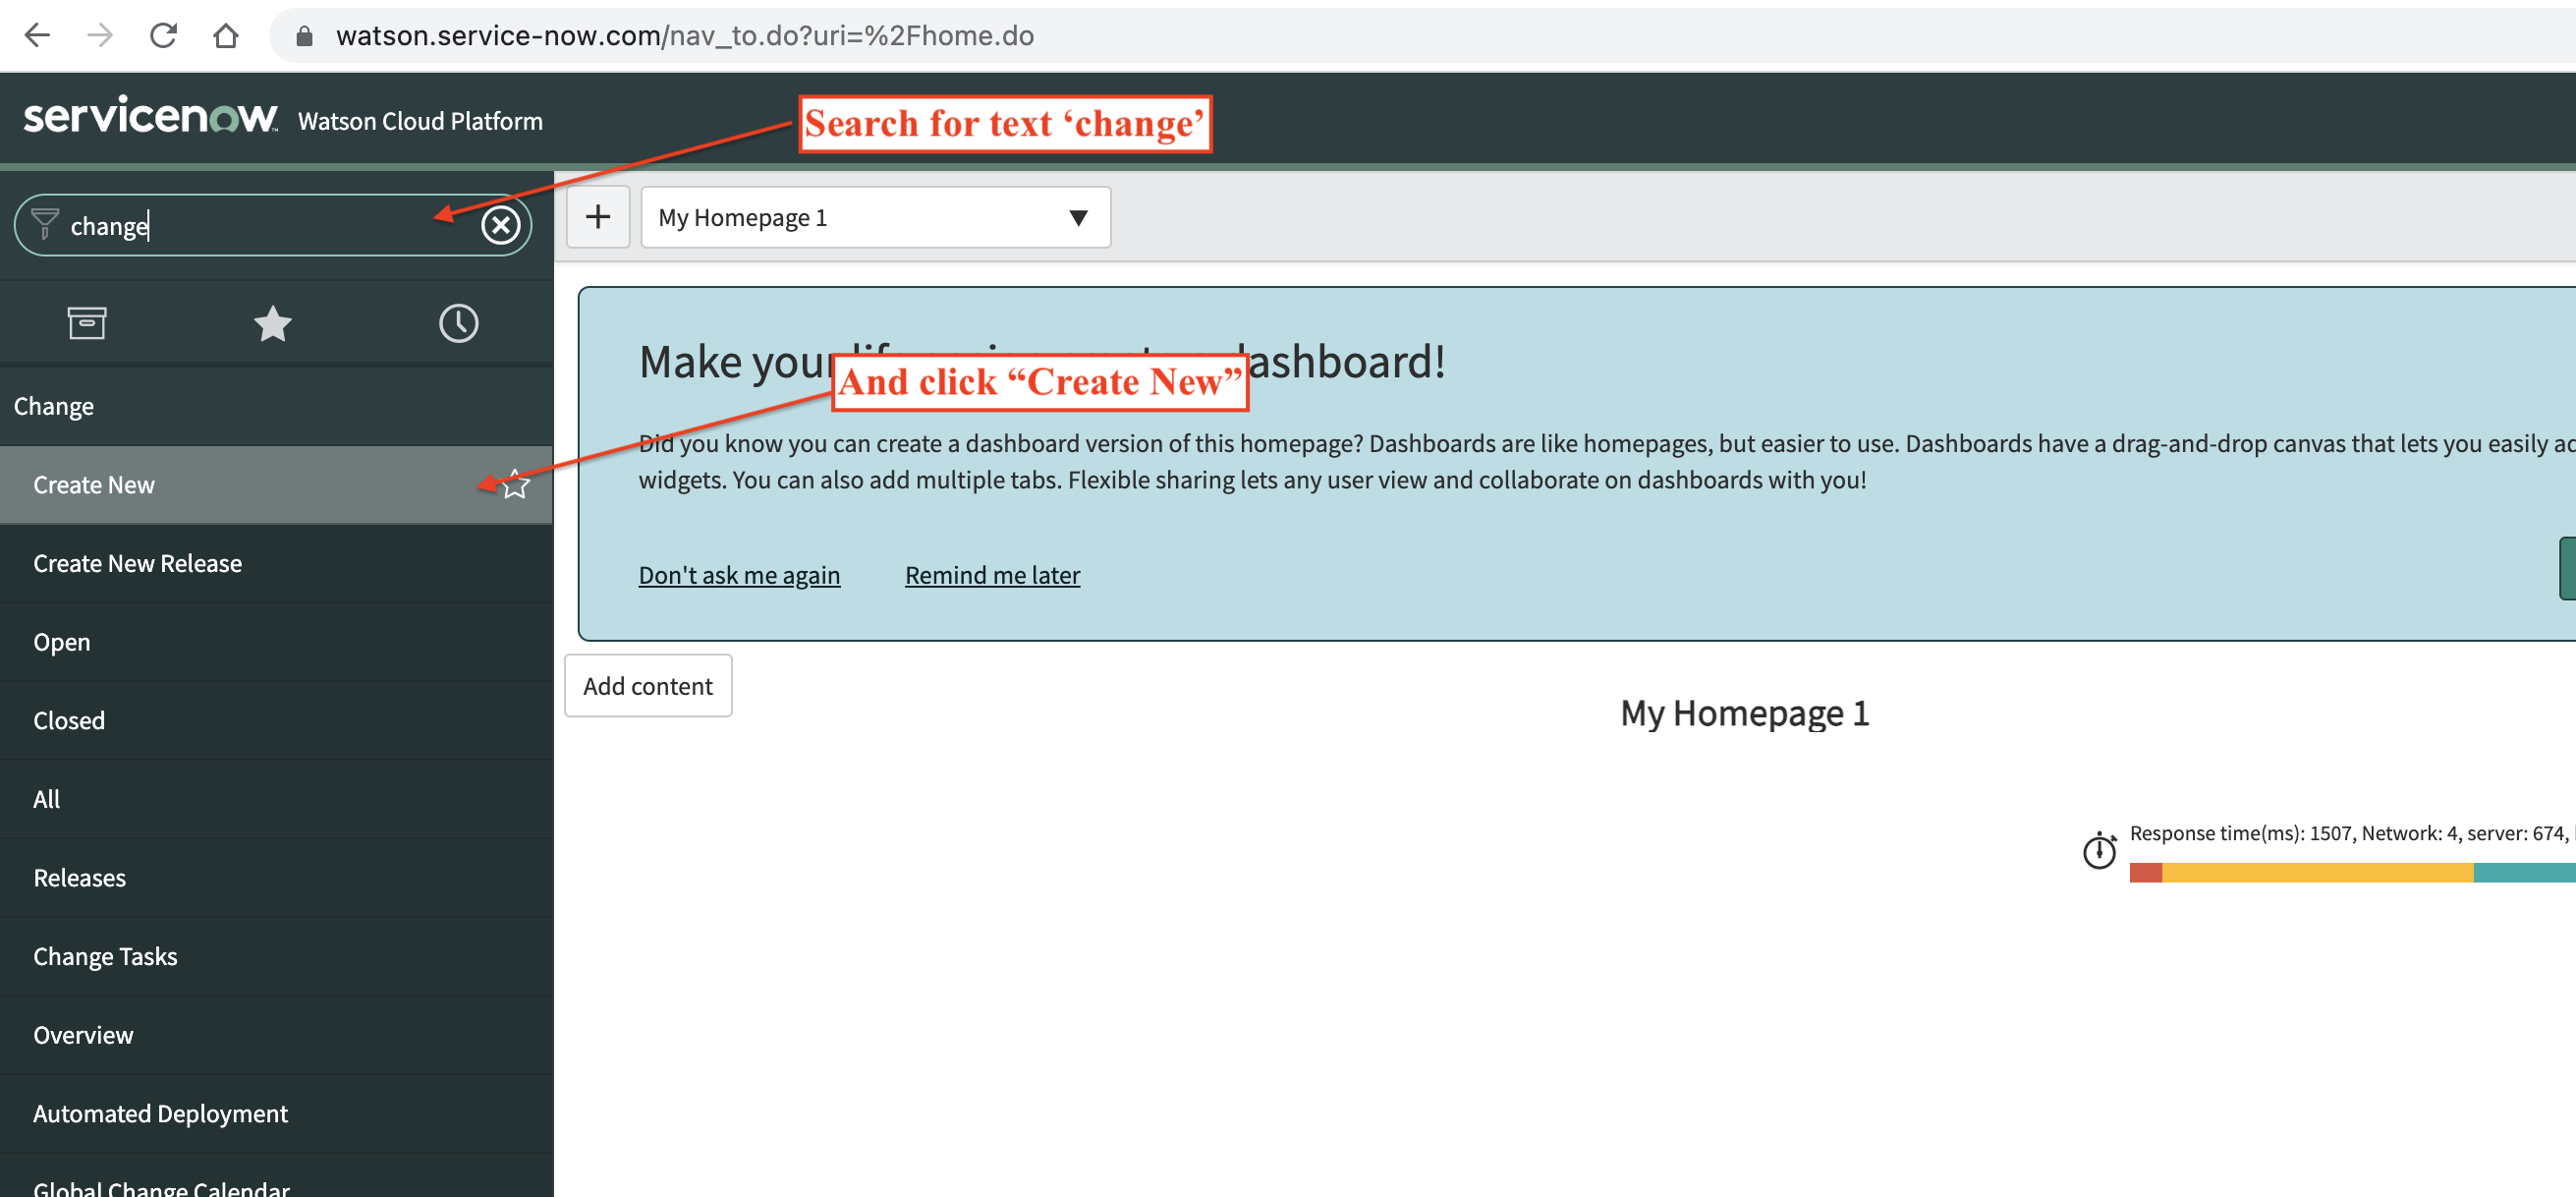 watson.service-now.com/nav_to.do?uri=%2Fhome.do
servicenow Watson Cloud Platform
Search for text ‘change’
change
My Homepage 1
Make your dashboard!
And click “Create New”
Did you know you can create a dashboard version of this homepage? Dashboards are like homepages, but easier to use. Dashboards have a drag-and-drop canvas that lets you easily
widgets. You can also add multiple tabs. Flexible sharing lets any user view and collaborate on dashboards with you!
Don't ask me again Remind me later
Add content
My Homepage 1
Response time(ms): 1507, Network: 4, server: 674,
Change
Create New
Create New Release
Open
Closed
All
Releases
Change Tasks
Overview
Automated Deployment
Global Change Calendar